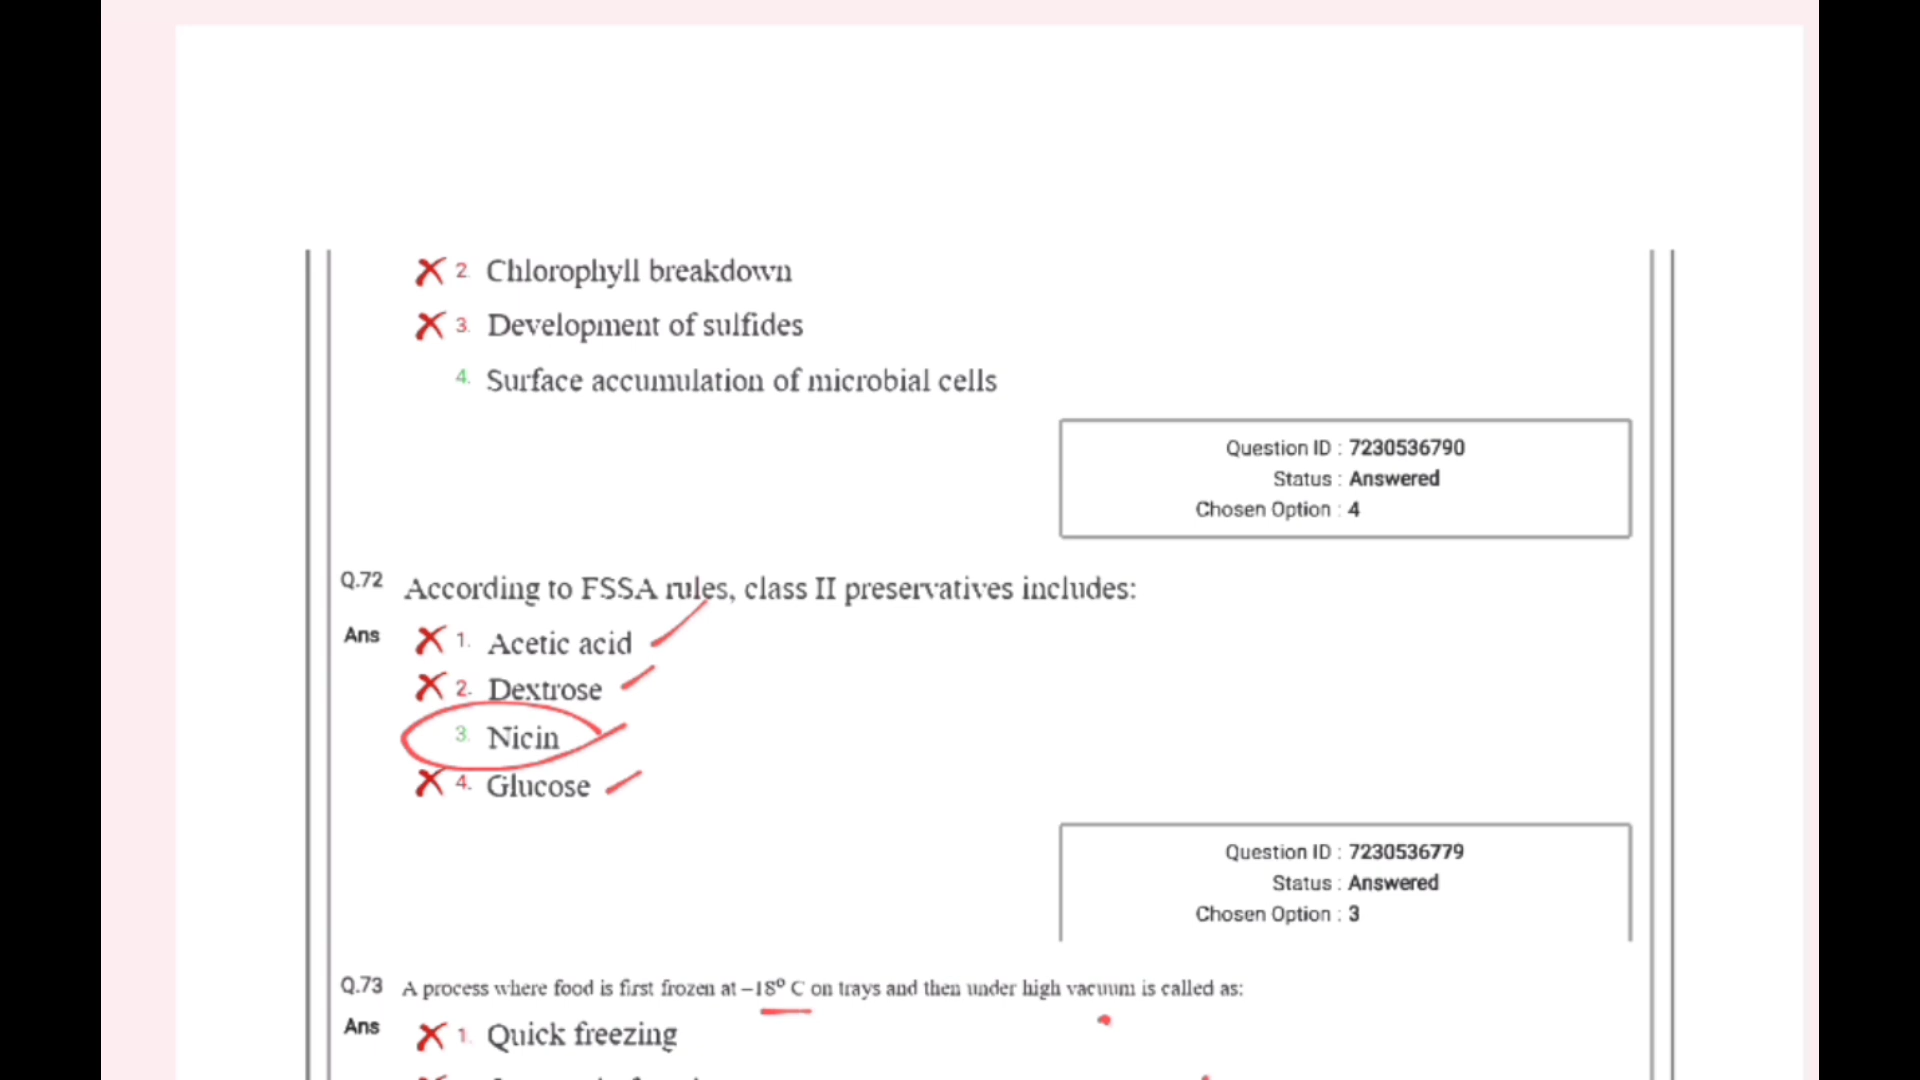 2. Chlorophyll breakdown
3. Development of sulfides
4. Surface accumulation of microbial cells
Question ID : 7230536790
Status : Answered
Chosen Option : 4
Q.72 According to FSSA rules, class II preservatives includes:
Ans 1. Acetic acid
2. Dextrose
3. Nicin
4. Glucose
Question ID : 7230536779
Status : Answered
Chosen Option : 3
Q.73 A process where food is first frozen at –18⁰ C on trays and then under high vacuum is called as:
Ans 1. Quick freezing